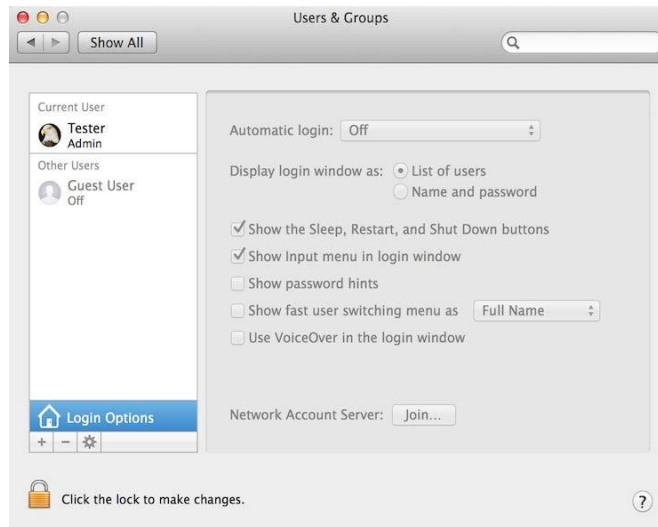 Users & Groups
Show All
Current User
Tester
Admin
Other Users
Guest User
Off
Login Options
Automatic login: Off
Display login window as: List of users
Name and password
Show the Sleep, Restart, and Shut Down buttons
Show Input menu in login window
Show password hints
Show fast user switching menu as Full Name
Use VoiceOver in the login window
Network Account Server: Join...
Click the lock to make changes.
?